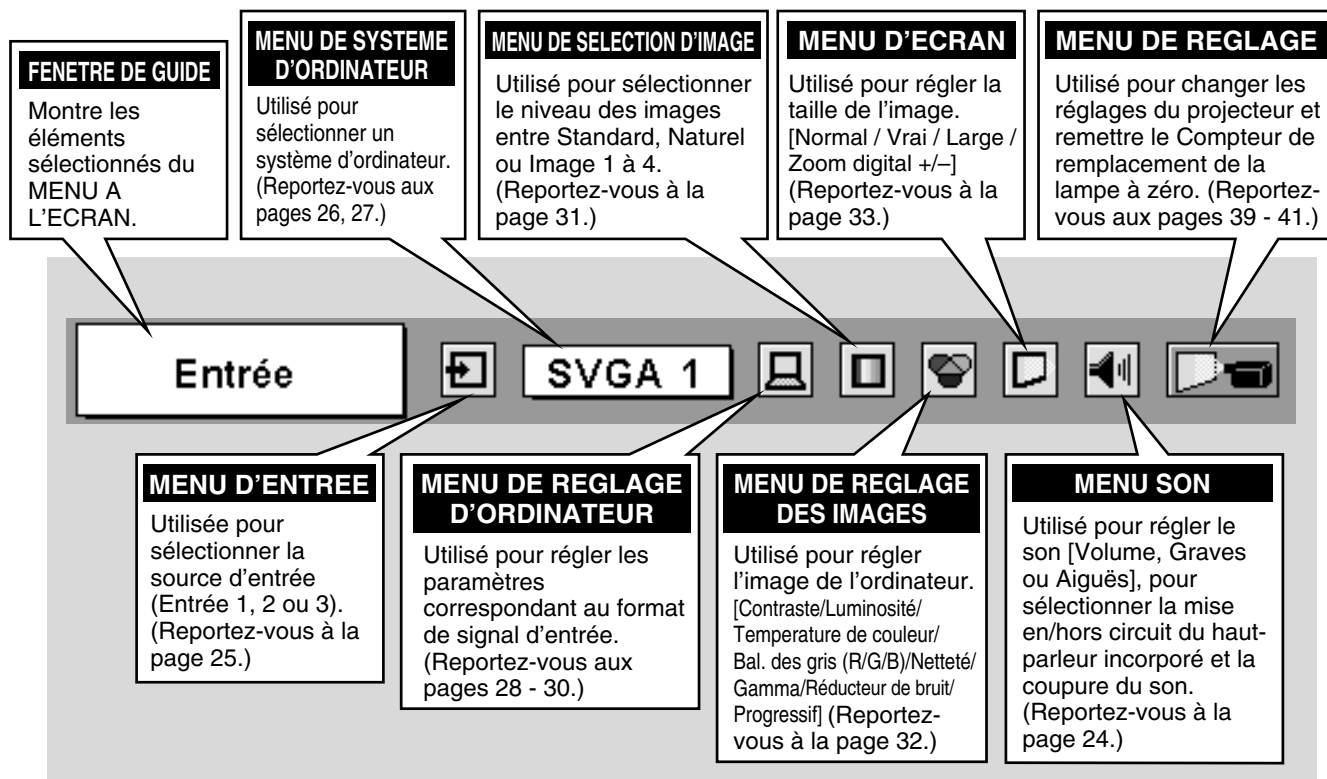 FENETRE DE GUIDE
Montre les
éléments
sélectionnés du
MENU A
L’ECRAN.
MENU DE SYSTEME
D’ORDINATEUR
Utilisé pour
sélectionner un
système d’ordinateur.
(Reportez-vous aux
pages 26, 27.)
MENU DE SELECTION D’IMAGE
Utilisé pour sélectionner
le niveau des images
entre Standard, Naturel
ou Image 1 à 4.
(Reportez-vous à la
page 31.)
MENU D’ECRAN
Utilisé pour régler la
taille de l’image.
[Normal / Vrai / Large /
Zoom digital +/–]
(Reportez-vous à la
page 33.)
MENU DE REGLAGE
Utilisé pour changer les
réglages du projecteur et
remettre le Compteur de
remplacement de la
lampe à zéro. (Reportez-
vous aux pages 39 - 41.)
Entrée
SVGA 1
MENU D’ENTREE
Utilisée pour
sélectionner la
source d’entrée
(Entrée 1, 2 ou 3).
(Reportez-vous à la
page 25.)
MENU DE REGLAGE
D’ORDINATEUR
Utilisé pour régler les
paramètres
correspondant au format
de signal d’entrée.
(Reportez-vous aux
pages 28 - 30.)
MENU DE REGLAGE
DES IMAGES
Utilisé pour régler
l’image de l’ordinateur.
[Contraste/Luminosité/
Temperature de couleur/
Bal. des gris (R/G/B)/Netteté/
Gamma/Réducteur de bruit/
Progressif] (Reportez-
vous à la page 32.)
MENU SON
Utilisé pour régler le
son [Volume, Graves
ou Aiguës], pour
sélectionner la mise
en/hors circuit du haut-
parleur incorporé et la
coupure du son.
(Reportez-vous à la
page 24.)